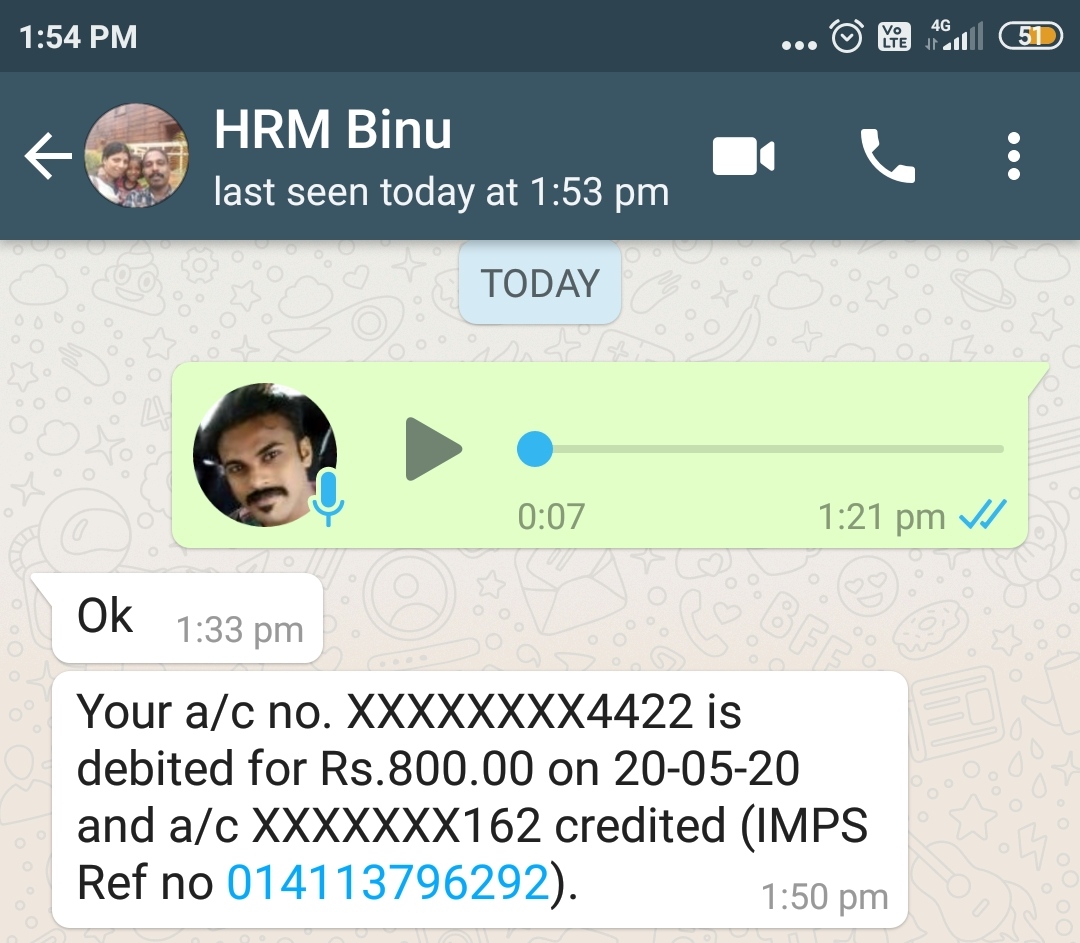 1:54 PM
Vo LTE
4G
51
HRM Binu
last seen today at 1:53 pm
TODAY
0:07
1:21 pm
Ok
1:33 pm
Your a/c no. XXXXXXXX4422 is
debited for Rs.800.00 on 20-05-20
and a/c XXXXXXX162 credited (IMPS
Ref no 014113796292).
1:50 pm